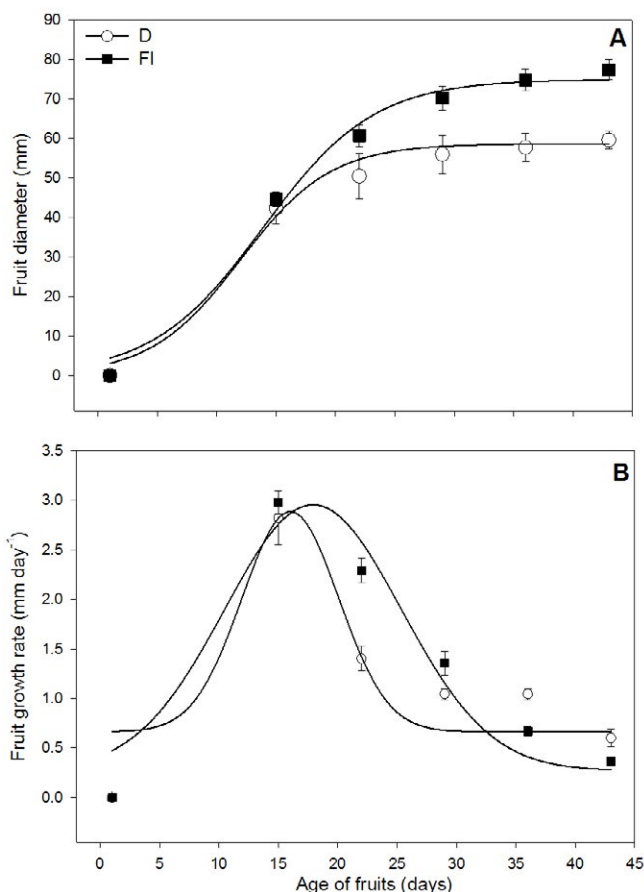 90
80
70
60
50
40
30
20
10
0
Fruit diameter (mm)
D
FI
A
3.5
3.0
2.5
2.0
1.5
1.0
0.5
0.0
Fruit growth rate (mm day⁻¹)
B
0 5 10 15 20 25 30 35 40 45
Age of fruits (days)